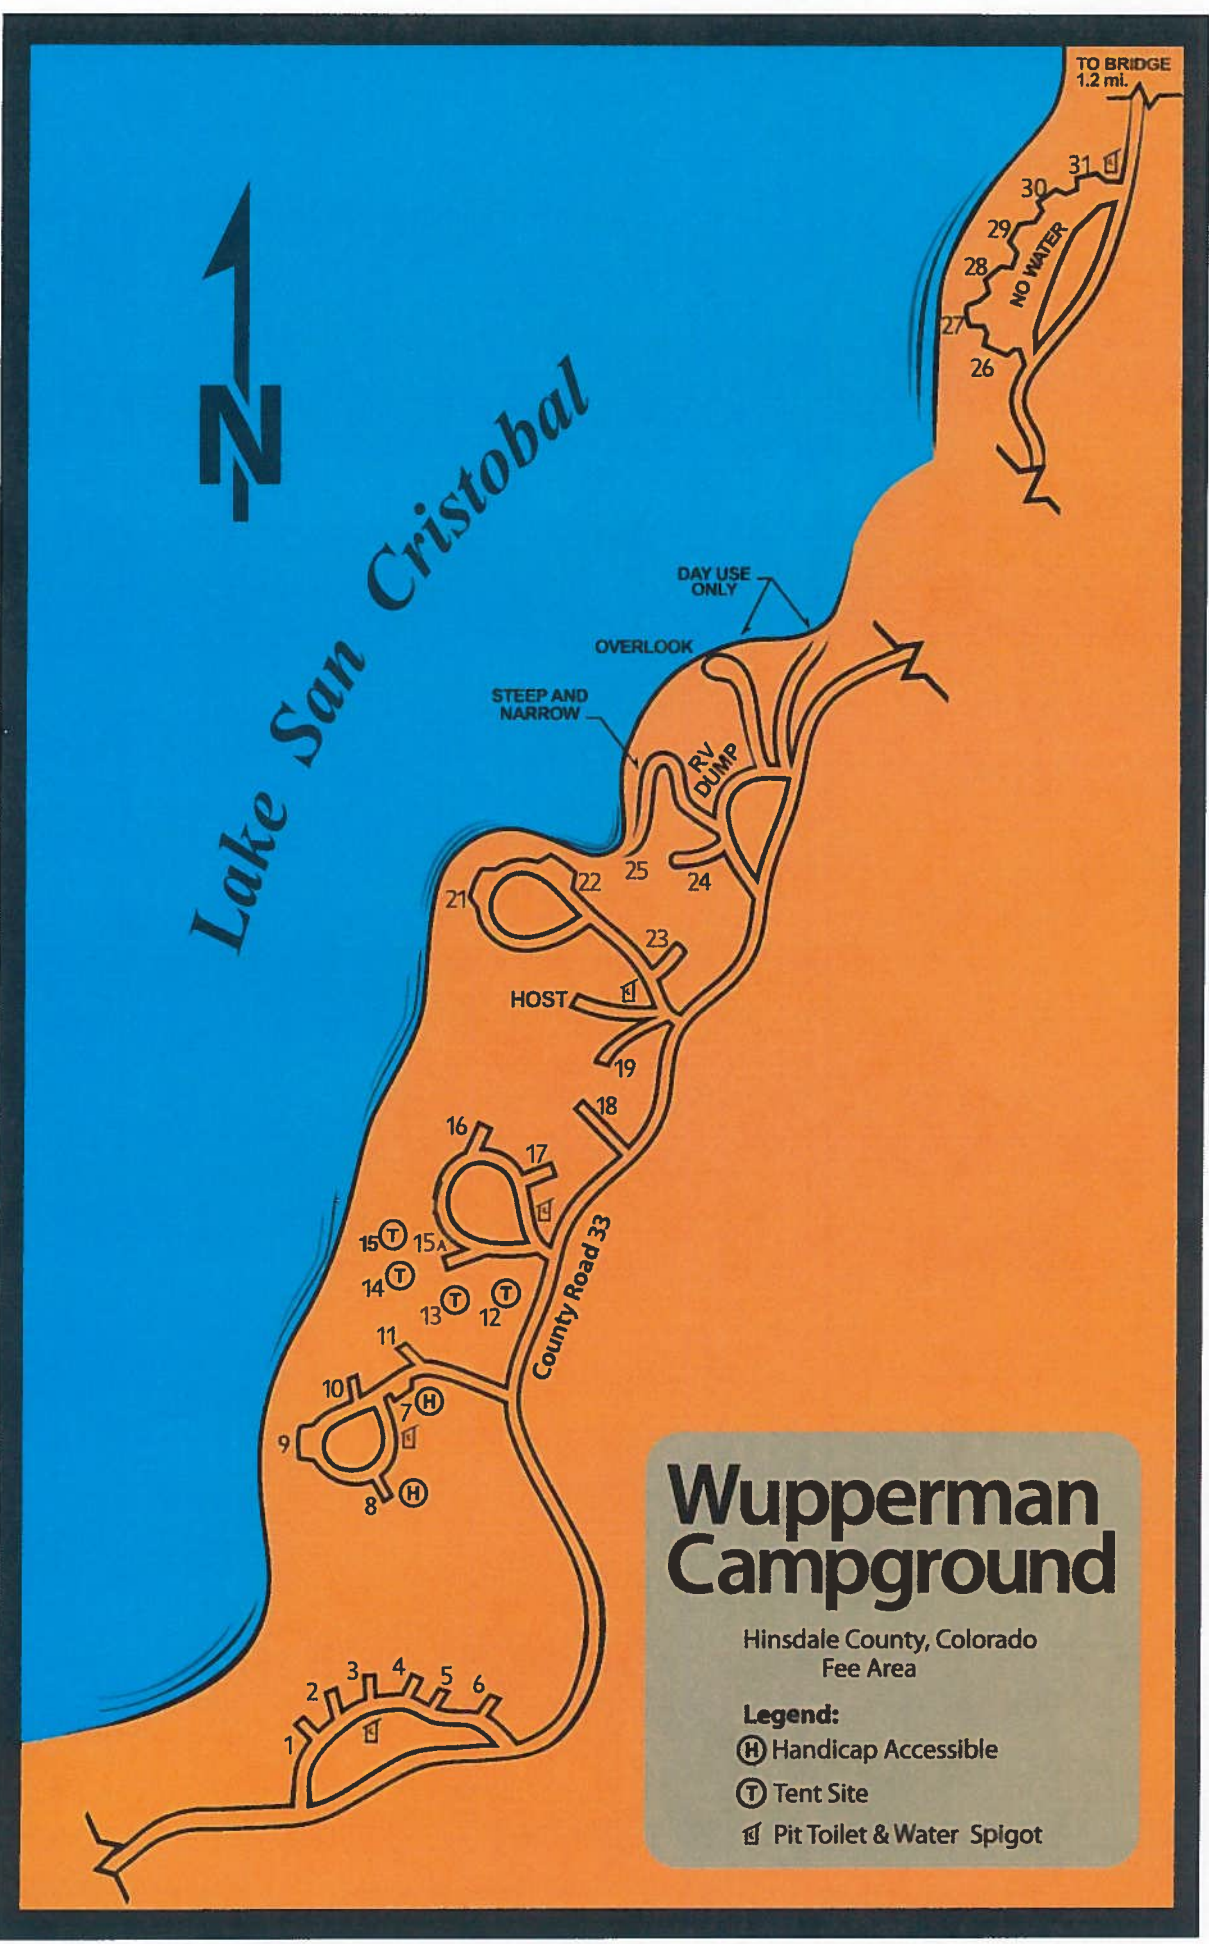 TO BRIDGE
1.2 mi.
31
30
29
28
27
26
NO WATER
N
Lake San Cristobal
DAY USE
ONLY
OVERLOOK
STEEP AND
NARROW
RV
DUMP
25
24
22
21
23
HOST
19
18
16
17
15 T
15A
14 T
13 T
12 T
County Road 33
11
10
7 H
9
8 H
1
2
3
4
5
6
Wupperman
Campground
Hinsdale County, Colorado
Fee Area
Legend:
H Handicap Accessible
T Tent Site
Pit Toilet & Water Spigot